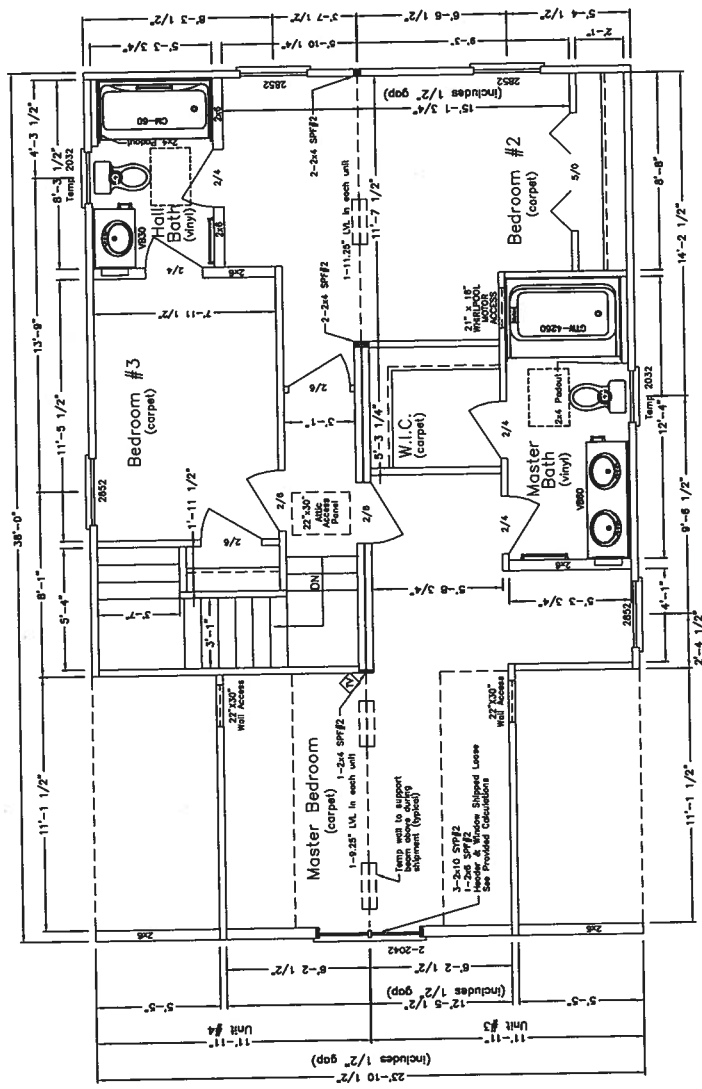 38'-0"
13'-9"
4'-3 1/2"
8'-1"
11'-5 1/2"
8'-3 1/2"
11'-1 1/2"
5'-4"
2852
Temp 2032
8'-3 1/2"
3'-7 1/2"
6'-6 1/2"
5'-4 1/2"
5'-3 3/4"
5'-10 1/4"
9'-3"
2'-1"
CM-60
2x4 Padout
2x6
2852
2852
Hall
Bath
(vinyl)
VB30
2/4
2/4
2x6
2x6
7'-11 1/2"
Bedroom #3
(carpet)
2-2x4 SPF#2
15'-1 3/4"
(includes 1/2" gap)
11'-7 1/2"
1-11.25" LVL in each unit
2-2x4 SPF#2
Bedroom #2
(carpet)
5/0
1'-11 1/2"
2/6
2/6
2/6
3'-1"
22"x30"
Attic
Access
Panel
2/6
5'-3 1/4"
W.I.C.
(carpet)
21" x 18"
WHIRLPOOL
MOTOR
ACCESS
GTW-4260
2/4
2/4
2x4 Padout
Master
Bath
(vinyl)
VB60
Temp 2032
2x6
3'-7"
3'-1"
DN
5'-8 3/4"
5'-3 3/4"
2852
22"X30"
Wall Access
TV
1-2x4 SPF#2
Master Bedroom
(carpet)
1-9.25" LVL in each unit
Temp wall to support
beam above during
shipment (typical)
3-2x10 SYP#2
1-2x6 SPF#2
Header & Window Shipped Loose
See Provided Calculations
22"X30"
Wall Access
2x6
2-2042
2x6
5'-5"
6'-2 1/2"
6'-2 1/2"
12'-5 1/2"
(includes 1/2" gap)
5'-5"
11'-11"
Unit #4
11'-11"
Unit #3
23'-10 1/2"
(includes 1/2" gap)
11'-1 1/2"
4'-1"
12'-4"
8'-8"
2'-4 1/2"
9'-6 1/2"
14'-2 1/2"